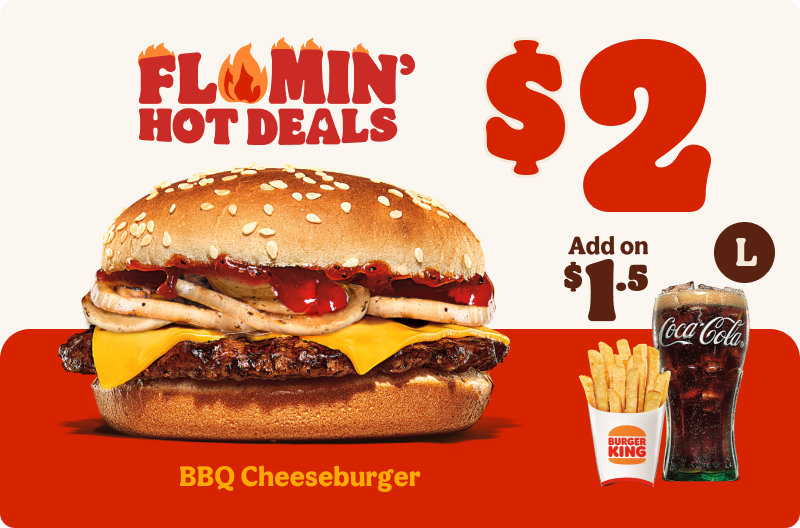 FLAMIN'
HOT DEALS
$2
Add on
$1.5
L
Coca-Cola
BURGER
KING
BBQ Cheeseburger